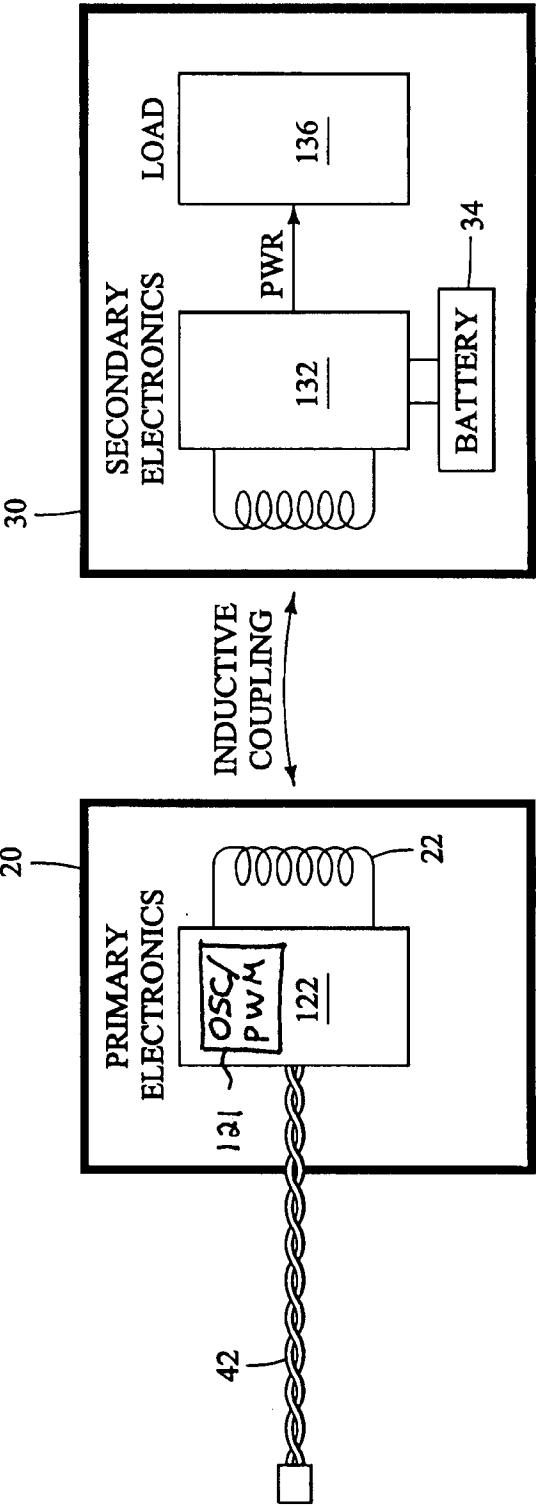 20
PRIMARY
ELECTRONICS
OSC/
PWM
121
122
22
42
INDUCTIVE
COUPLING
30
SECONDARY
ELECTRONICS
132
PWR
LOAD
136
BATTERY
34